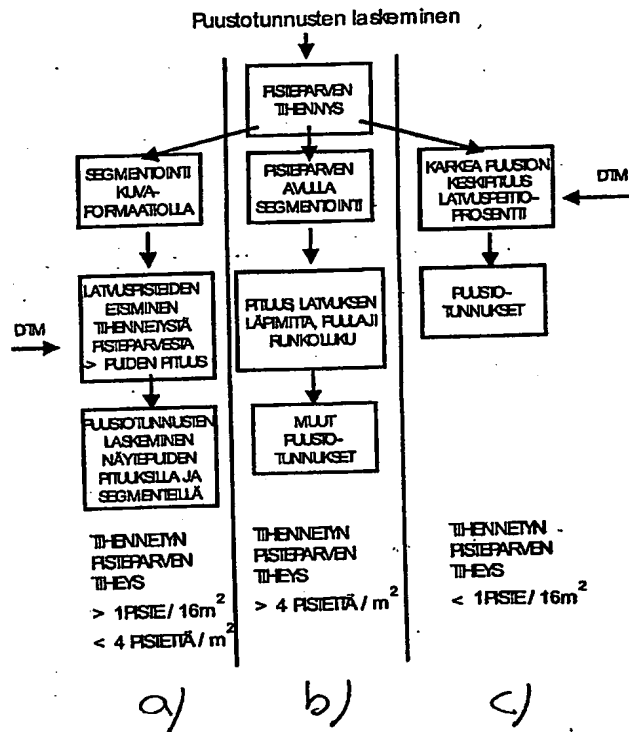 Puustotunnusten laskeminen
PISTEPARVEN
TIHENNYS
SEGMENTOINTI
KUVA-
FORMAATIOLLA
LATVUSPISTEIDEN
ETSIMINEN
TIHENNETYSTÄ
PISTEPARVESTA
> PUIDEN PITUUS
DTM
PUUSTOTUNNUSTEN
LASKEMINEN
NÄYTEPUIDEN
PITUUKSILLA JA
SEGMENTEILLÄ
TIHENNETYN
PISTEPARVEN
TIHEYS
> 1 PISTE / 16m²
< 4 PISTETTÄ / m²
a)
PISTEPARVEN
AVULLA
SEGMENTOINTI
PITUUS, LATVUKSEN
LÄPIMITTA, PUULAJI
RUNKOLUKU
MUUT
PUUSTO-
TUNNUKSET
TIHENNETYN
PISTEPARVEN
TIHEYS
> 4 PISTETTÄ / m²
b)
KARKEA PUUSTON
KESKIPITUUS
LATVUSPEITTO-
PROSENTTI
DTM
PUUSTO-
TUNNUKSET
TIHENNETYN
PISTEPARVEN
TIHEYS
< 1 PISTE / 16m²
c)